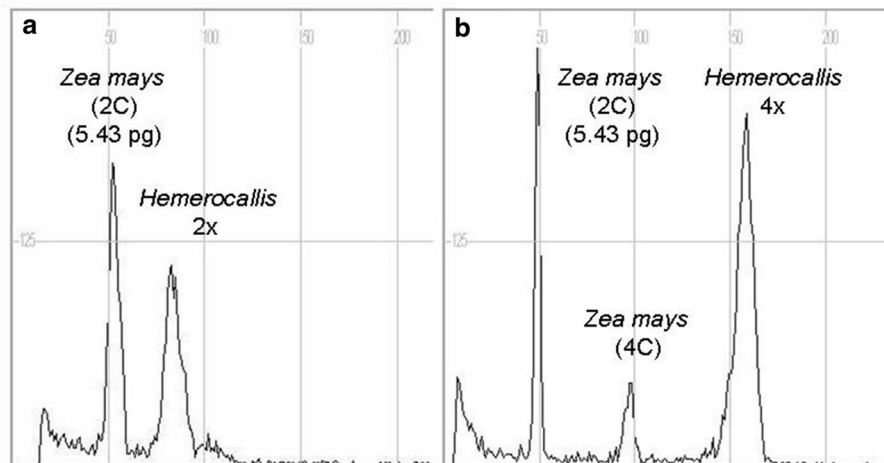 a
50 100 150 200
Zea mays
(2C)
(5.43 pg)
Hemerocallis
2x
125
b
50 100 150 200
Zea mays
(2C)
(5.43 pg)
Hemerocallis
4x
125
Zea mays
(4C)